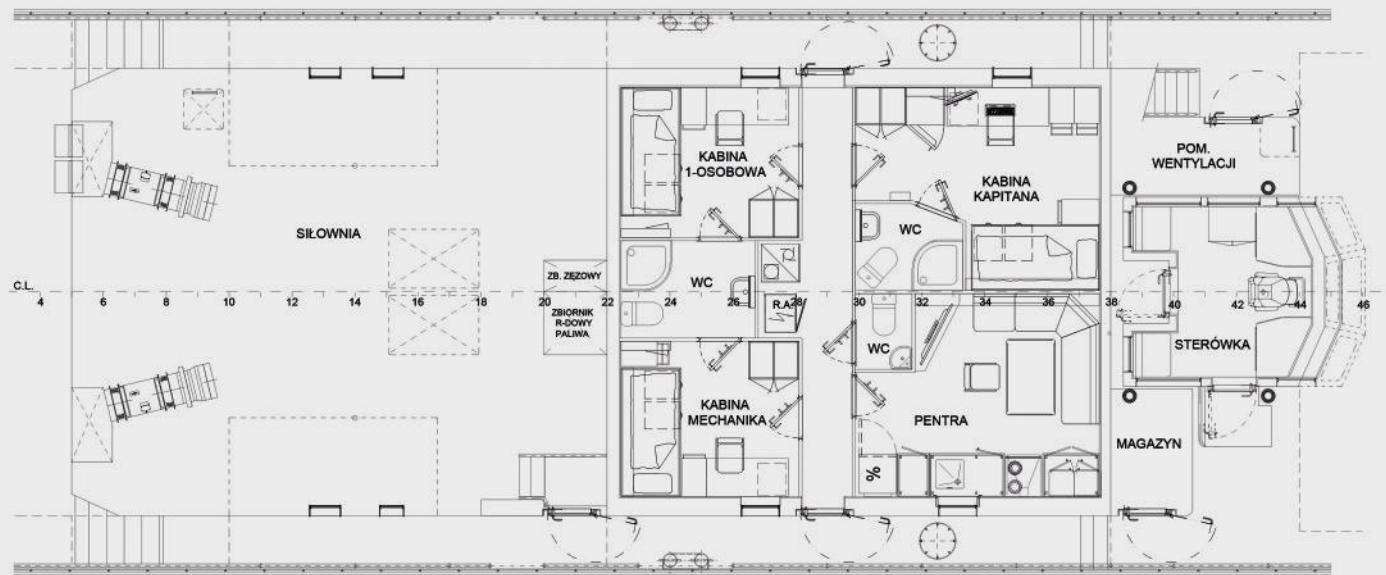 KABINA
1-OSOBOWA
KABINA
KAPITANA
POM.
WENTYLACJI
SIŁOWNIA
WC
WC
ZB. ZĘZOWY
C.L.
4 6 8 10 12 14 16 18 20 22 24 26 28 30 32 34 36 38 40 42 44 46
R.A.
ZBIORNIK
R-DOWY
PALIWA
WC
STERÓWKA
KABINA
MECHANIKA
PENTRA
MAGAZYN
%